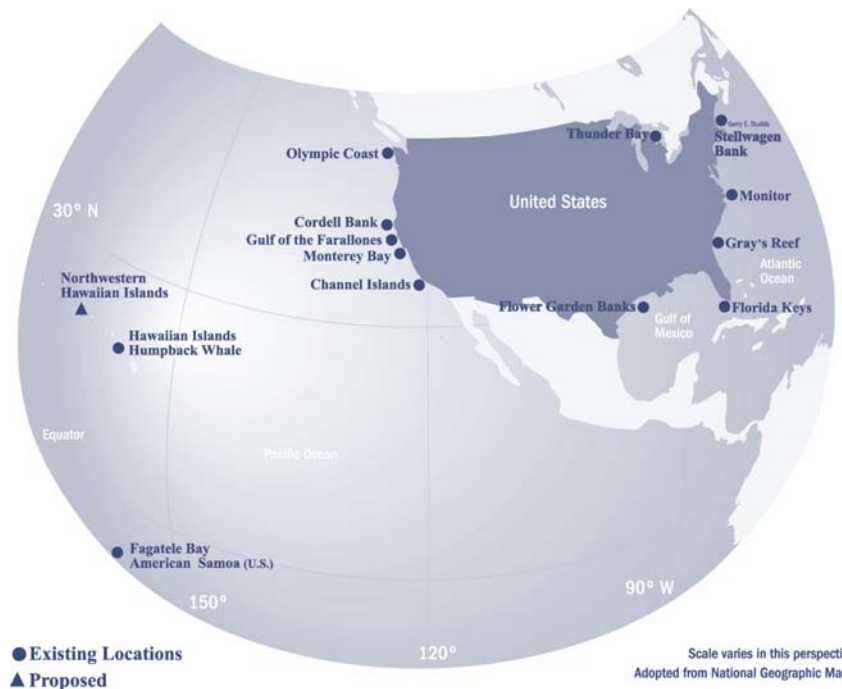 Gerry E. Studds
Stellwagen
Bank
Thunder Bay
Olympic Coast
United States
Monitor
30° N
Cordell Bank
Gulf of the Farallones
Monterey Bay
Gray's Reef
Atlantic
Ocean
Northwestern
Hawaiian Islands
Channel Islands
Flower Garden Banks
Florida Keys
Gulf of
Mexico
Hawaiian Islands
Humpback Whale
Equator
Pacific Ocean
Fagatele Bay
American Samoa (U.S.)
90° W
150°
120°
Existing Locations
Proposed
Scale varies in this perspecti
Adopted from National Geographic Ma